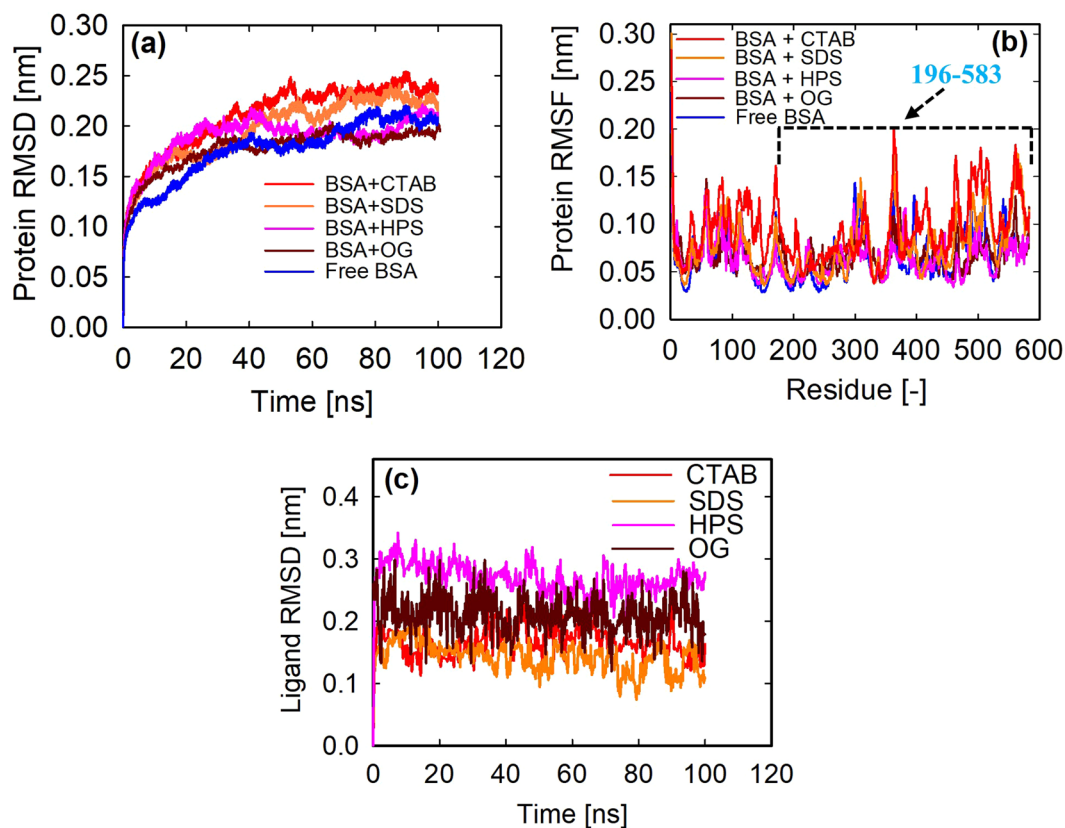 (a)
Protein RMSD [nm]
0.30
0.25
0.20
0.15
0.10
0.05
0.00
BSA+CTAB
BSA+SDS
BSA+HPS
BSA+OG
Free BSA
0 20 40 60 80 100 120
Time [ns]
(b)
Protein RMSF [nm]
0.30
0.25
0.20
0.15
0.10
0.05
0.00
BSA + CTAB
BSA + SDS
BSA + HPS
BSA + OG
Free BSA
196-583
0 100 200 300 400 500 600
Residue [-]
(c)
Ligand RMSD [nm]
0.4
0.3
0.2
0.1
0.0
CTAB
SDS
HPS
OG
0 20 40 60 80 100 120
Time [ns]